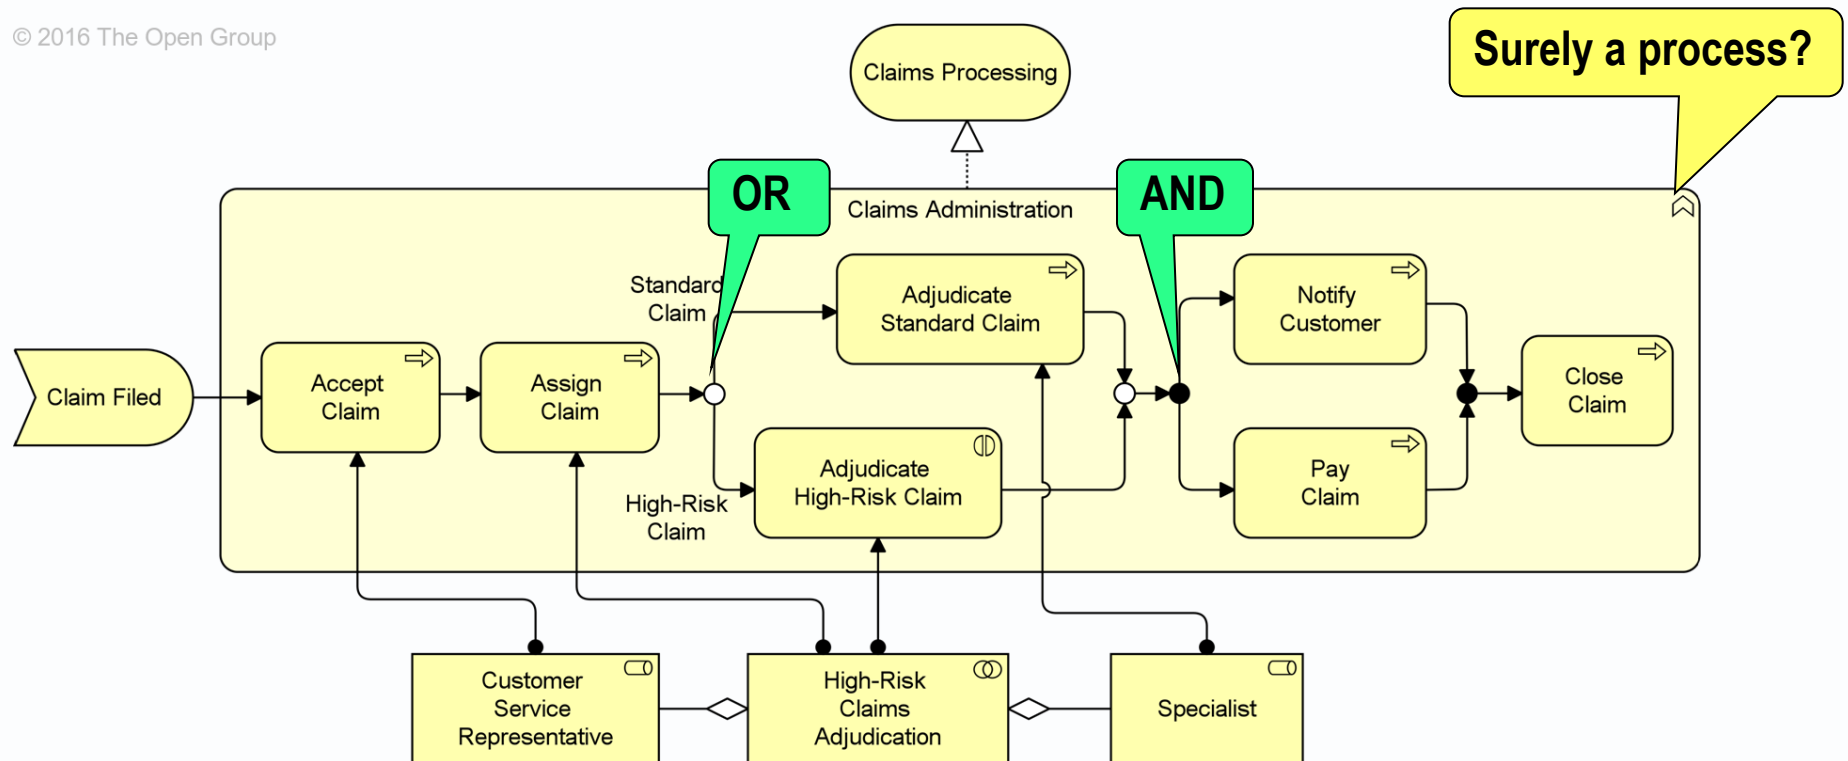 © 2016 The Open Group
Claims Processing
Surely a process?
OR
Claims Administration
AND
Standard
Claim
Adjudicate
Standard Claim
Notify
Customer
Claim Filed
Accept
Claim
Assign
Claim
Close
Claim
High-Risk
Claim
Adjudicate
High-Risk Claim
Pay
Claim
Customer
Service
Representative
High-Risk
Claims
Adjudication
Specialist